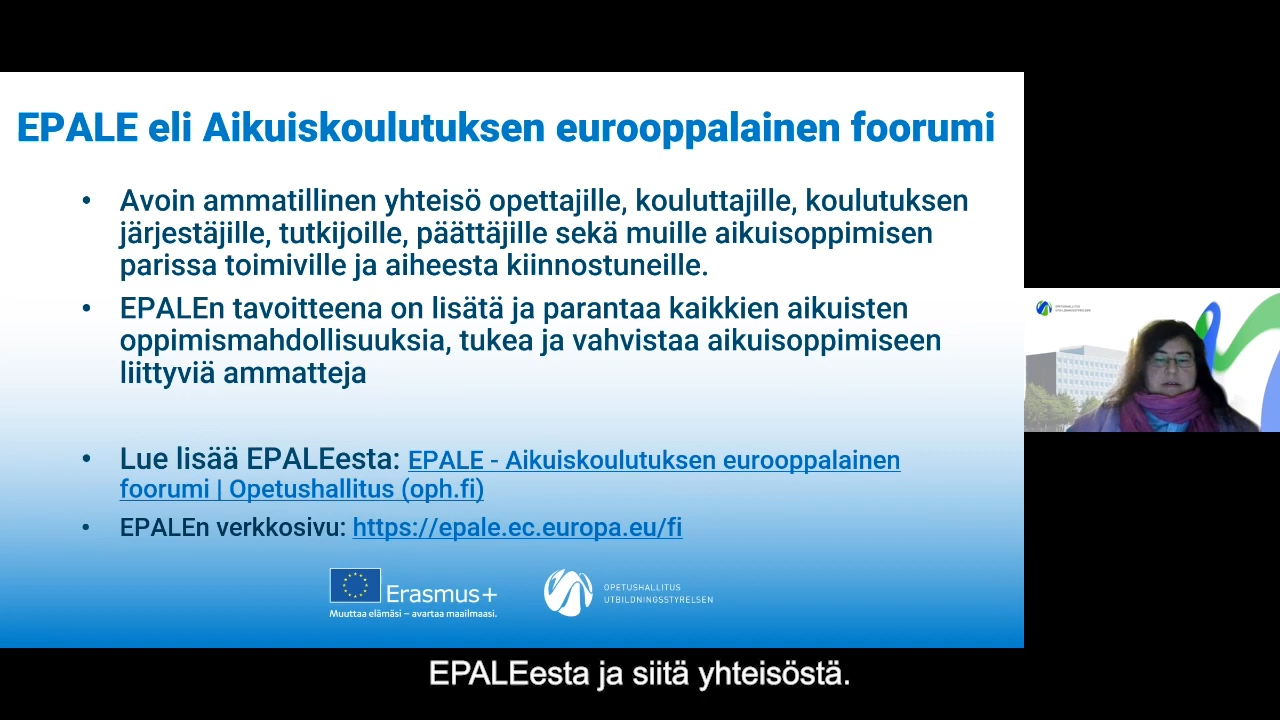 EPALE eli Aikuiskoulutuksen eurooppalainen foorumi
• Avoin ammatillinen yhteisö opettajille, kouluttajille, koulutuksen
järjestäjille, tutkijoille, päättäjille sekä muille aikuisoppimisen
parissa toimiville ja aiheesta kiinnostuneille.
• EPALEn tavoitteena on lisätä ja parantaa kaikkien aikuisten
oppimismahdollisuuksia, tukea ja vahvistaa aikuisoppimiseen
liittyviä ammatteja
• Lue lisää EPALEesta: EPALE - Aikuiskoulutuksen eurooppalainen
foorumi | Opetushallitus (oph.fi)
• EPALEn verkkosivu: https://epale.ec.europa.eu/fi
Erasmus+
Muuttaa elämäsi – avartaa maailmaasi.
OPETUSHALLITUS
UTBILDNINGSSTYRELSEN
OPETUSHALLITUS
UTBILDNINGSSTYRELSEN
EPALEesta ja siitä yhteisöstä.